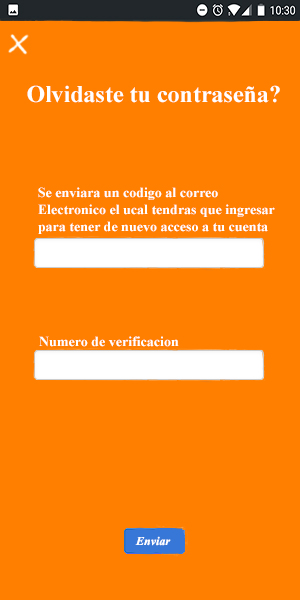 10:30
Olvidaste tu contraseña?
Se enviara un codigo al correo
Electronico el ucal tendras que ingresar
para tener de nuevo acceso a tu cuenta
Numero de verificacion
Enviar